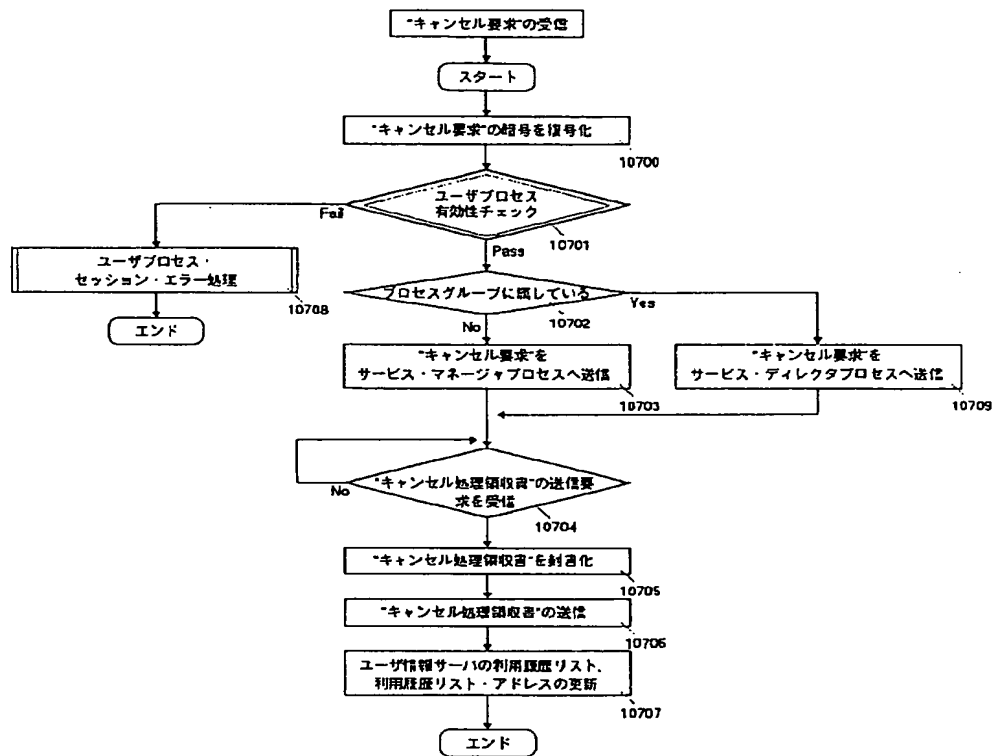 "キャンセル要求"の受信
スタート
"キャンセル要求"の暗号を復号化
10700
ユーザプロセス
有効性チェック
Fail
10701
Pass
ユーザプロセス・
セッション・エラー処理
10708
エンド
プロセスグループに属している
Yes
10702
No
"キャンセル要求"を
サービス・マネージャプロセスへ送信
10703
"キャンセル要求"を
サービス・ディレクタプロセスへ送信
10709
No
"キャンセル処理領収書"の送信要
求を受信
10704
"キャンセル処理領収書"を封書化
10705
"キャンセル処理領収書"の送信
10706
ユーザ情報サーバの利用履歴リスト、
利用履歴リスト・アドレスの更新
10707
エンド